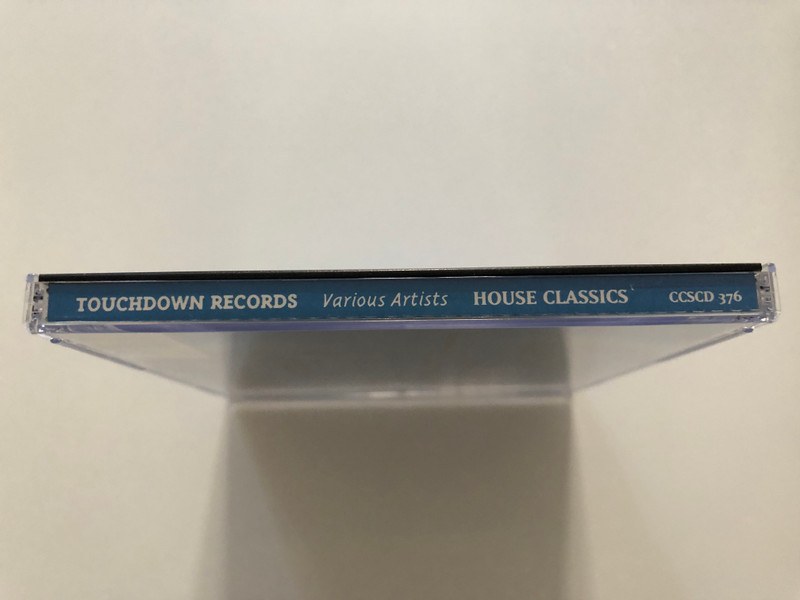 TOUCHDOWN RECORDS Various Artists HOUSE CLASSICS CCSCD 376